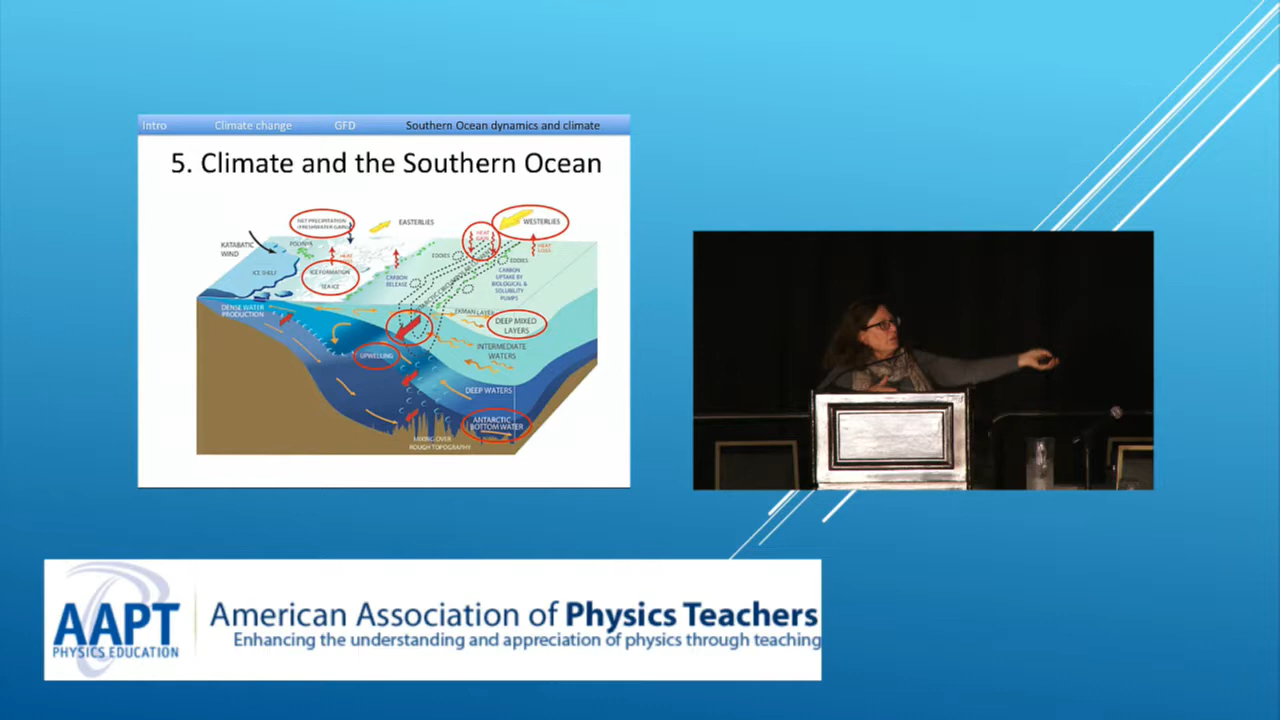 Intro Climate change GFD Southern Ocean dynamics and climate
5. Climate and the Southern Ocean
NET PRECIPITATION
(FRESHWATER GAIN)
EASTERLIES
WESTERLIES
KATABATIC
WIND
POLYNYA
HEAT
HEAT
GAIN
HEAT
ICE SHELF
ICE FORMATION
SEA ICE
CARBON
RELEASE
EDDIES
EDDIES
CARBON
UPTAKE BY
BIOLOGICAL &
SOLUBILITY
PUMPS
DENSE WATER
PRODUCTION
EKMAN LAYER
DEEP MIXED
LAYERS
UPWELLING
INTERMEDIATE
WATERS
DEEP WATERS
ANTARCTIC
BOTTOM WATER
MIXING OVER
ROUGH TOPOGRAPHY
AAPT
PHYSICS EDUCATION
American Association of Physics Teachers
Enhancing the understanding and appreciation of physics through teaching